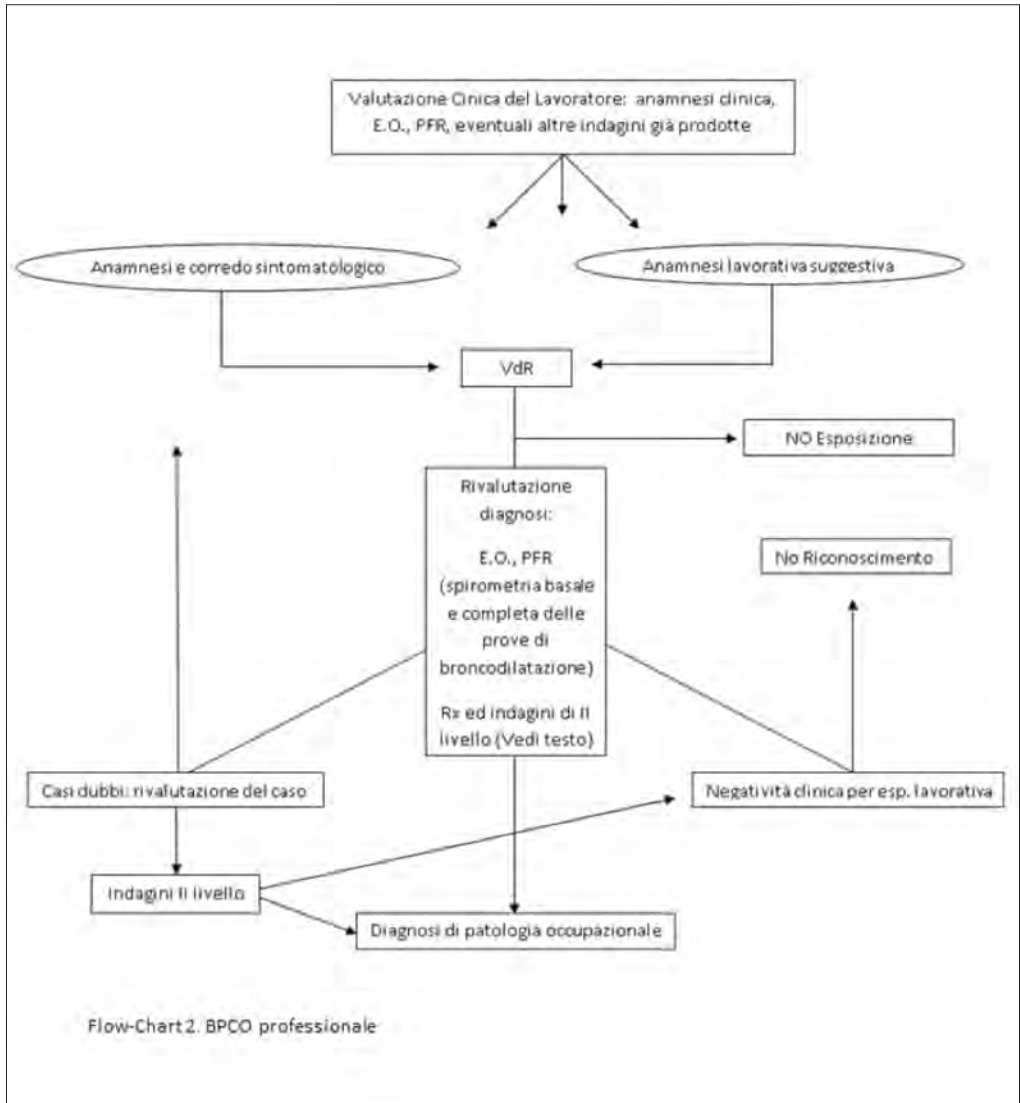 Valutazione Cinica del Lavoratore: anamnesi clinica,
E.O., PFR, eventuali altre indagini già prodotte
Anamnesi e corredo sintomatologico
Anamnesi lavorativa suggestiva
VdR
NO Esposizione
Rivalutazione
diagnosi:
E.O., PFR
(spirometria basale
e completa delle
prove di
broncodilatazione)
Rx ed indagini di II
livello (Vedi testo)
No Riconoscimento
Casi dubbi: rivalutazione del caso
Negatività clinica per esp. lavorativa
Indagini II livello
Diagnosi di patologia occupazionale
Flow-Chart 2. BPCO professionale